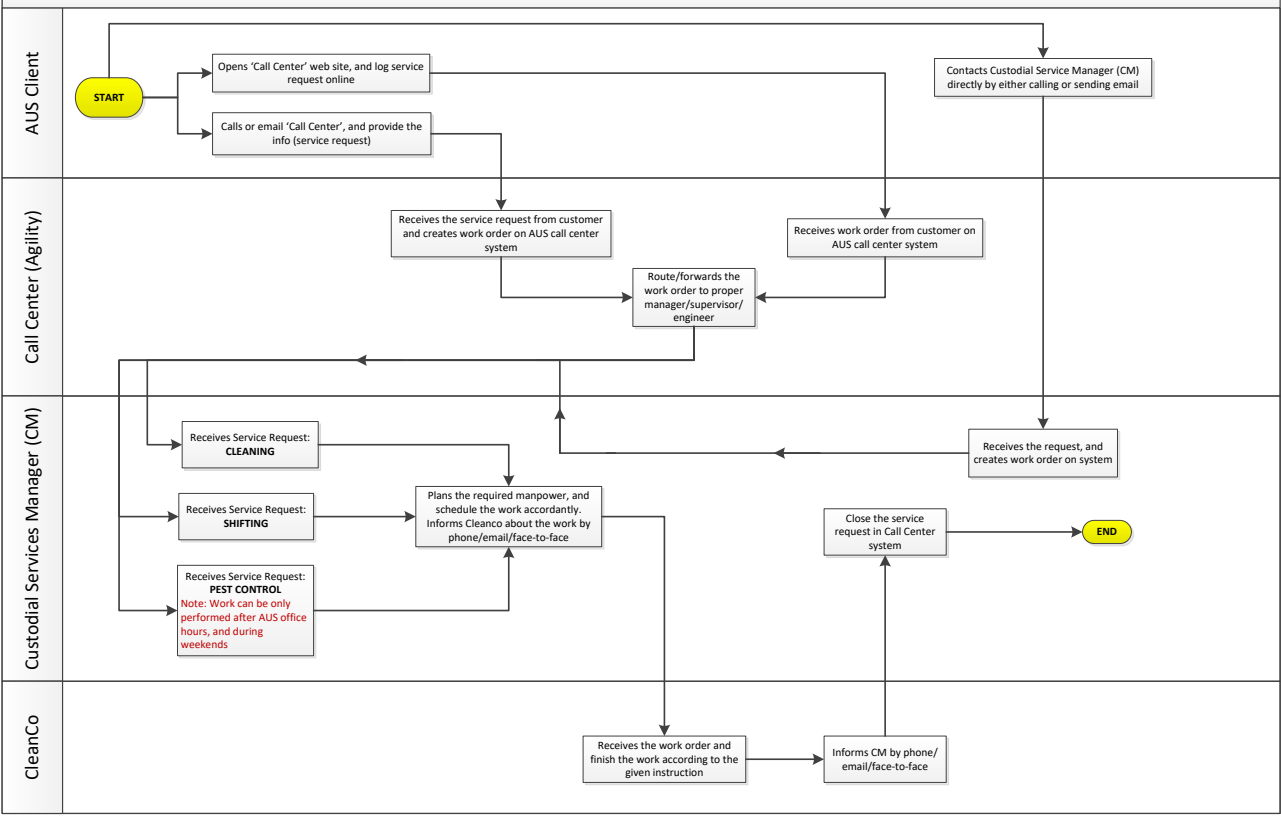 AUS Client
START
Opens ‘Call Center’ web site, and log service
request online
Calls or email ‘Call Center’, and provide the
info (service request)
Contacts Custodial Service Manager (CM)
directly by either calling or sending email
Call Center (Agility)
Receives the service request from customer
and creates work order on AUS call center
system
Receives work order from customer on
AUS call center system
Route/forwards the
work order to proper
manager/supervisor/
engineer
Custodial Services Manager (CM)
Receives Service Request:
CLEANING
Receives Service Request:
SHIFTING
Receives Service Request:
PEST CONTROL
Note: Work can be only
performed after AUS office
hours, and during
weekends
Plans the required manpower, and
schedule the work accordantly.
Informs Cleanco about the work by
phone/email/face-to-face
Receives the request, and
creates work order on system
Close the service
request in Call Center
system
END
CleanCo
Receives the work order and
finish the work according to the
given instruction
Informs CM by phone/
email/face-to-face